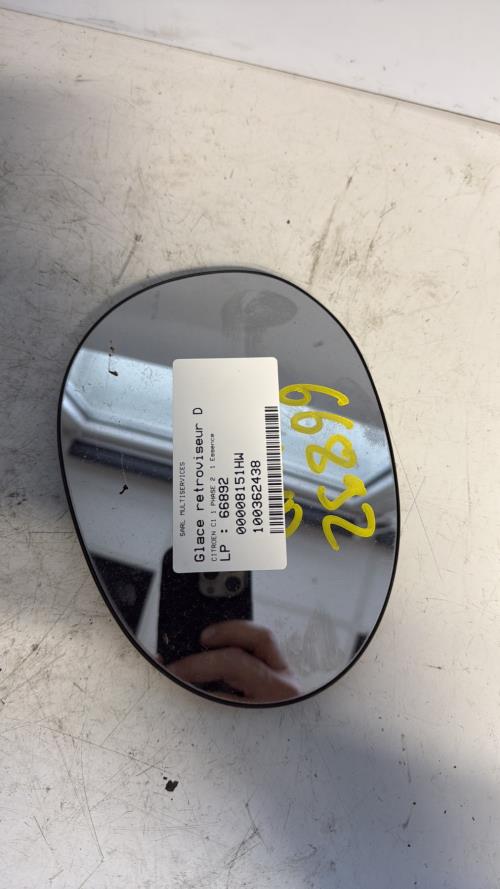 SARL MULTISERVICES
Glace retroviseur D
CITROEN C1 1 PHASE 2 1 Essence
LP : 66892
00008151HW
100362438
66892